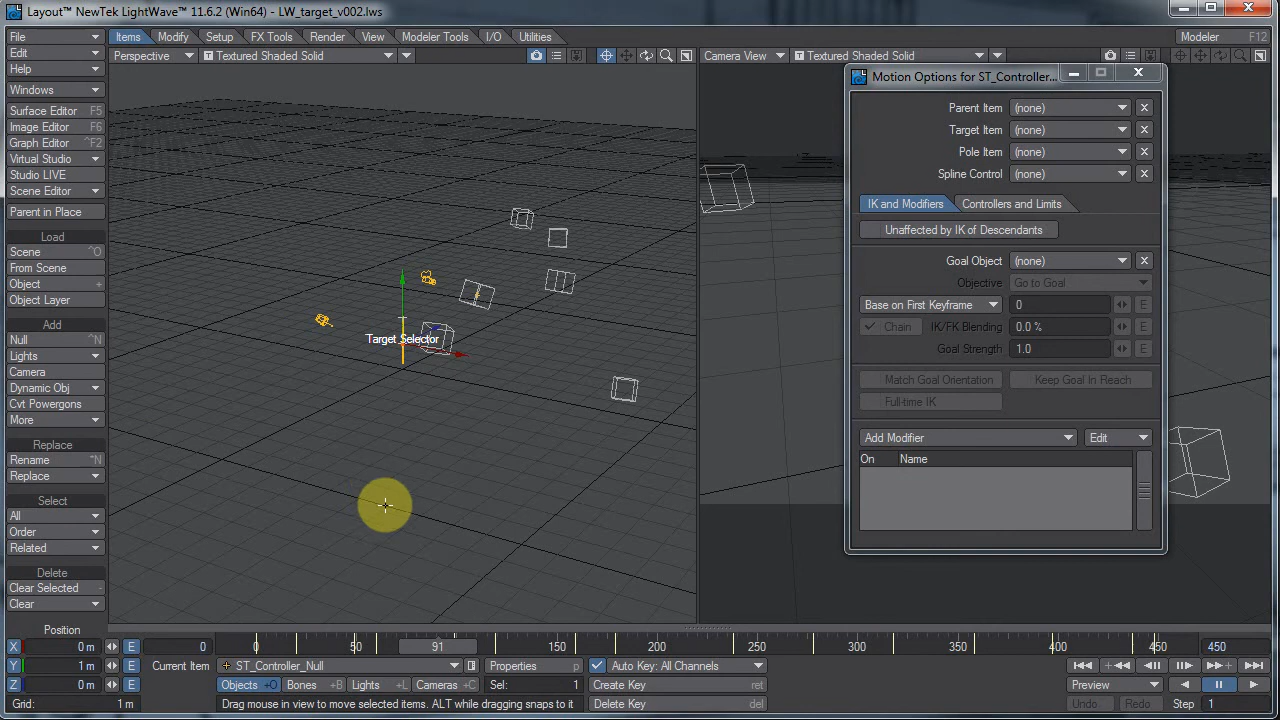 Layout™ NewTek LightWave™ 11.6.2 (Win64) - LW_target_v002.lws
File
Items
Modify
Setup
FX Tools
Render
View
Modeler Tools
I/O
Utilities
Modeler
F12
Edit
Help
Perspective
Textured Shaded Solid
Camera View
Textured Shaded Solid
Windows
Surface Editor F5
Image Editor F6
Graph Editor ^F2
Virtual Studio
Studio LIVE
Scene Editor
Parent in Place
Load
Scene ^O
From Scene
Object +
Object Layer
Add
Null ^N
Lights
Camera
Dynamic Obj
Cvt Powergons
More
Replace
Rename ^N
Replace
Select
All
Order
Related
Delete
Clear Selected -
Clear
Target_Selector
Motion Options for ST_Controller...
Parent Item (none) X
Target Item (none) X
Pole Item (none) X
Spline Control (none) X
IK and Modifiers
Controllers and Limits
Unaffected by IK of Descendants
Goal Object (none) X
Objective Go to Goal
Base on First Keyframe 0 E
Chain
IK/FK Blending 0.0 % E
Goal Strength 1.0 E
Match Goal Orientation
Keep Goal in Reach
Full-time IK
Add Modifier
Edit
On Name
Position
X 0 m E
Y 1 m E
Z 0 m E
Grid: 1 m
0
0 50 91 150 200 250 300 350 400 450
450
Current Item
ST_Controller_Null
Properties p
Auto Key: All Channels
Objects +O
Bones +B
Lights +L
Cameras +C
Sel: 1
Create Key ret
Preview
Drag mouse in view to move selected items. ALT while dragging snaps to it
Delete Key del
Undo
Redo
Step 1